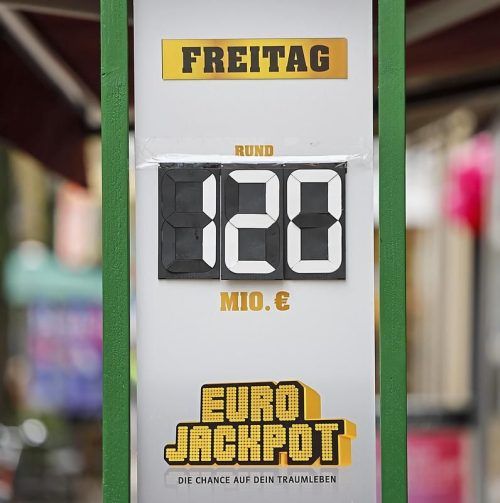 FREITAG
RUND
120
MIO. €
EURO
JACKPOT
DIE CHANCE AUF DEIN TRAUMLEBEN